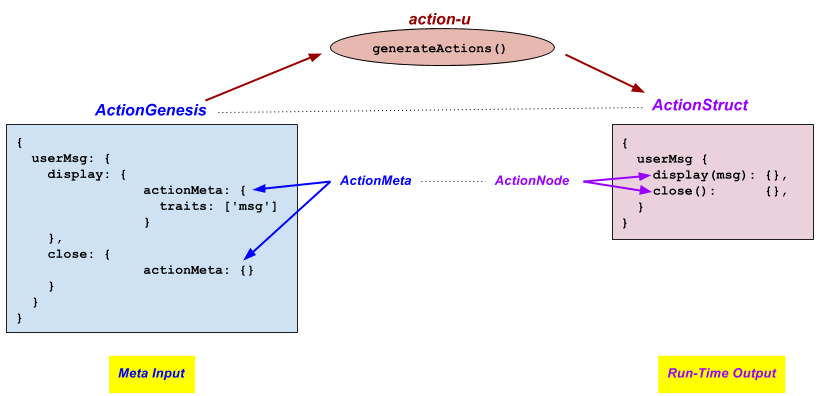 action-u
generateActions()
ActionGenesis
ActionStruct
{
  userMsg: {
    display: {
                actionMeta: {
                  traits: ['msg']
                }
    },
    close: {
                actionMeta: {}
    }
  }
}
ActionMeta
ActionNode
{
  userMsg {
    display(msg): {},
    close():      {},
  }
}
Meta Input
Run-Time Output